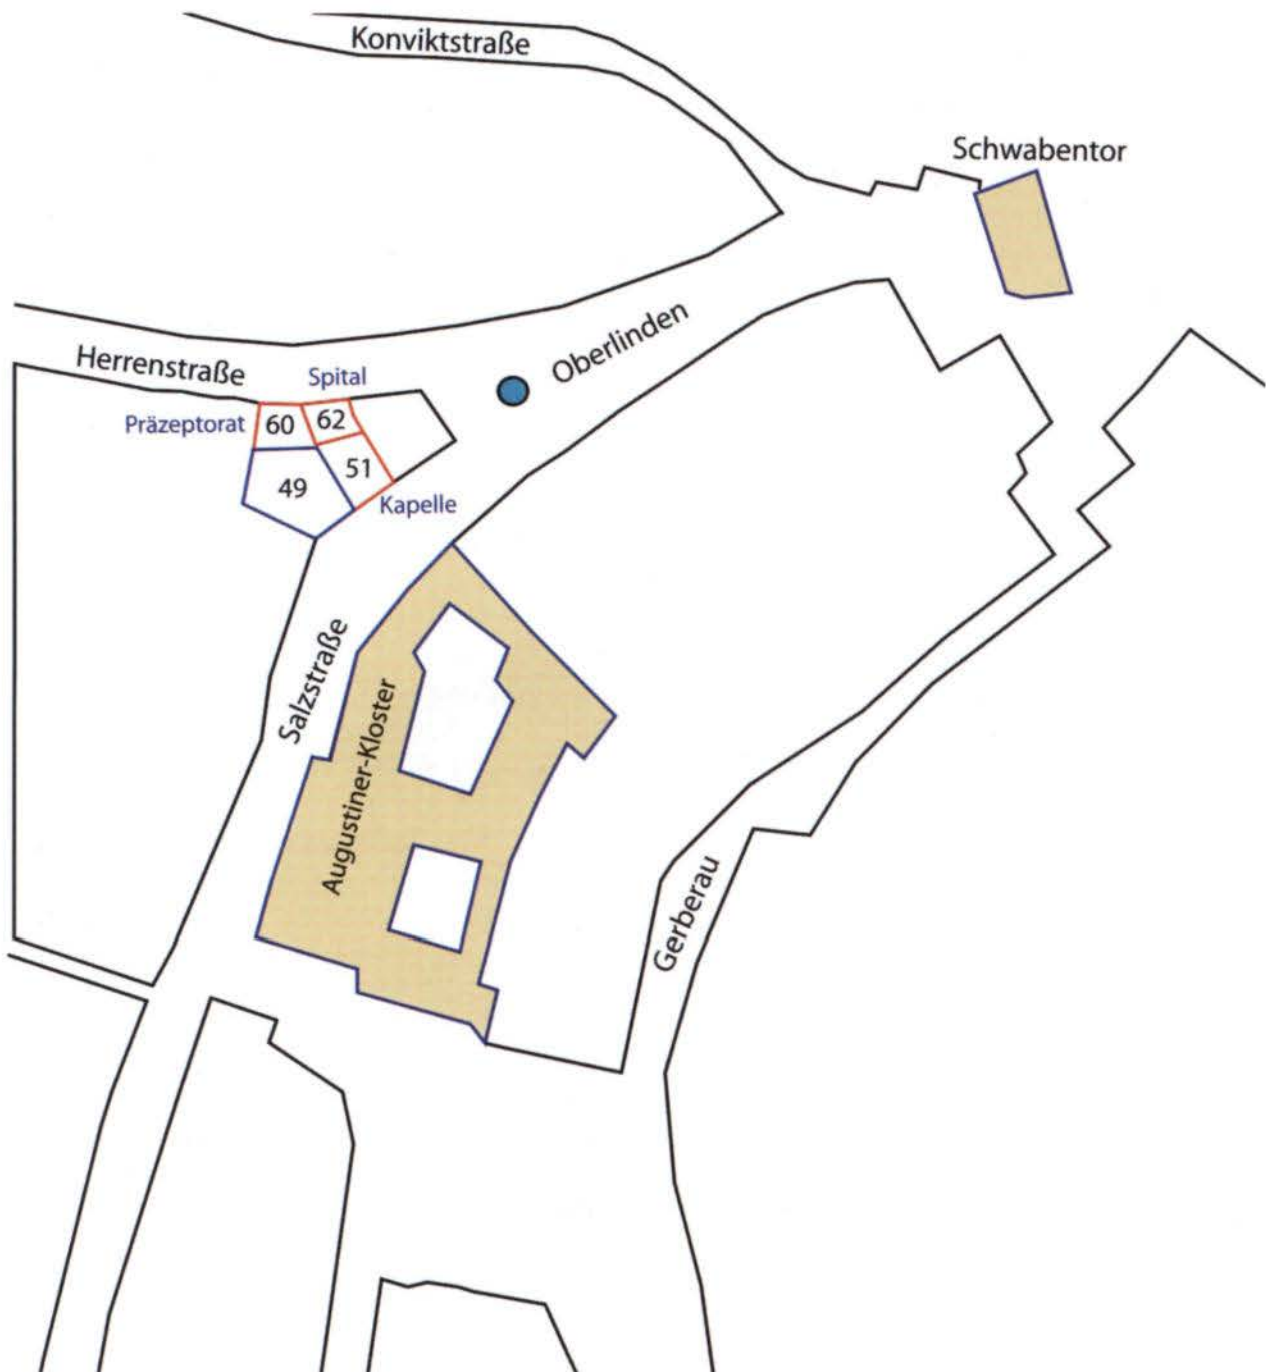 Konviktstraße
Schwabentor
Oberlinden
Herrenstraße
Spital
Präzeptorat
60
62
51
49
Kapelle
Salzstraße
Augustiner-Kloster
Gerberau